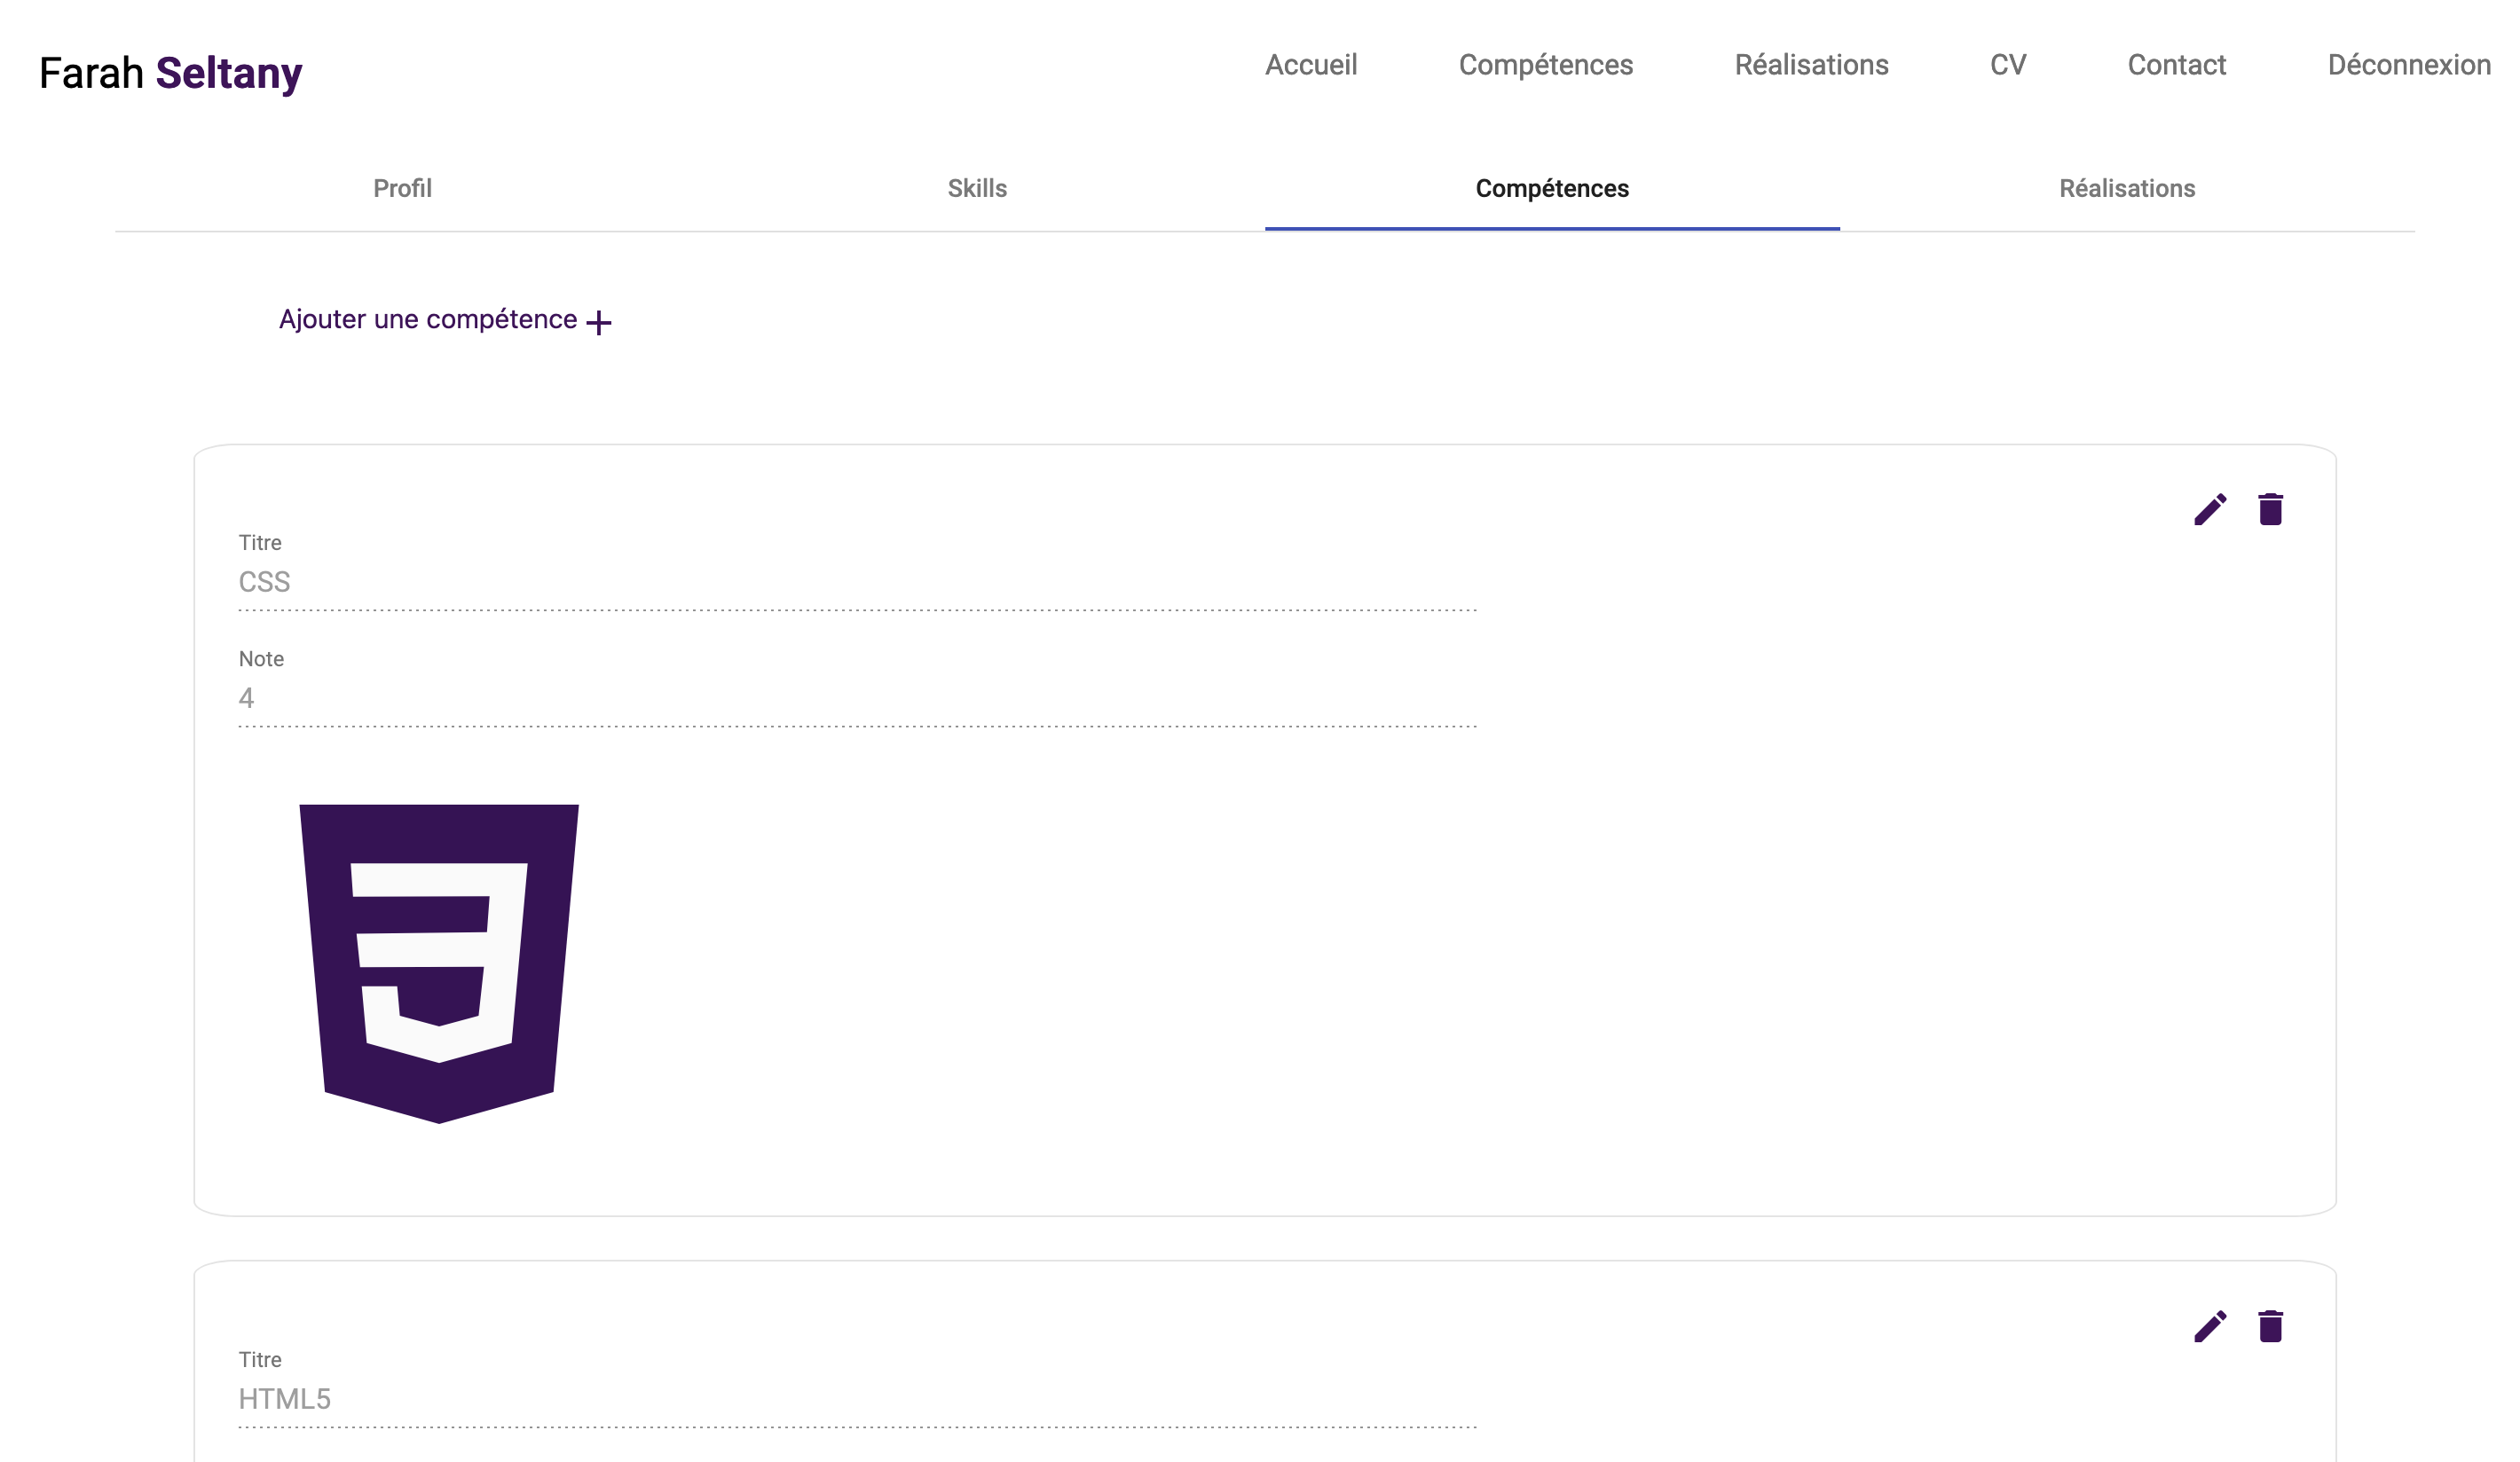 Farah Seltany
Accueil Compétences Réalisations CV Contact Déconnexion
Profil Skills Compétences Réalisations
Ajouter une compétence +
Titre
CSS
Note
4
Titre
HTML5